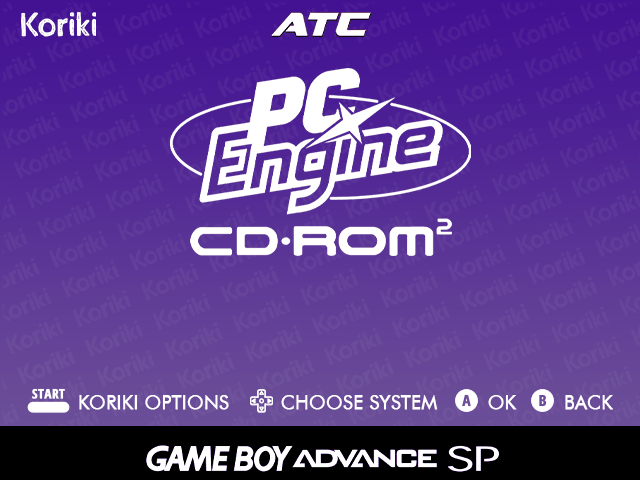 Koriki
ATC
PC
Engine
CD·ROM²
START KORIKI OPTIONS CHOOSE SYSTEM A OK B BACK
GAME BOY ADVANCE SP